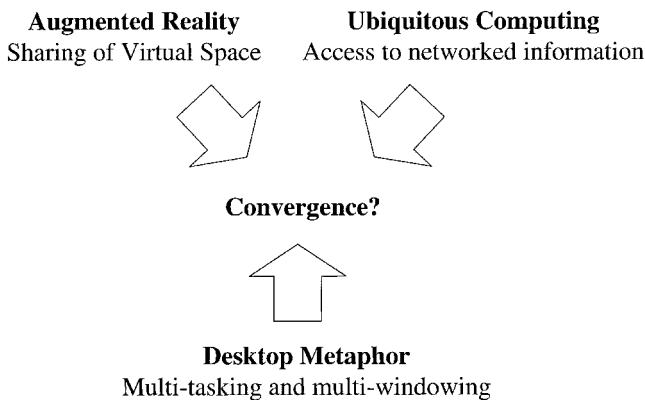 Augmented Reality
Sharing of Virtual Space
Ubiquitous Computing
Access to networked information
Convergence?
Desktop Metaphor
Multi-tasking and multi-windowing